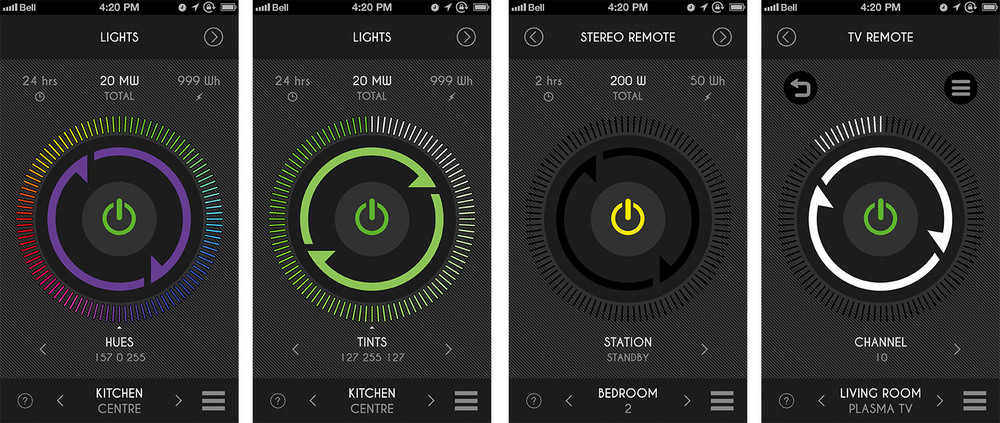 Bell 4:20 PM
LIGHTS
24 hrs 20 MW 999 Wh
TOTAL
HUES
157 0 255
? KITCHEN
CENTRE
Bell 4:20 PM
LIGHTS
24 hrs 20 MW 999 Wh
TOTAL
TINTS
127 255 127
? KITCHEN
CENTRE
Bell 4:20 PM
STEREO REMOTE
2 hrs 200 W 50 Wh
TOTAL
STATION
STANDBY
? BEDROOM
2
Bell 4:20 PM
TV REMOTE
CHANNEL
10
? LIVING ROOM
PLASMA TV